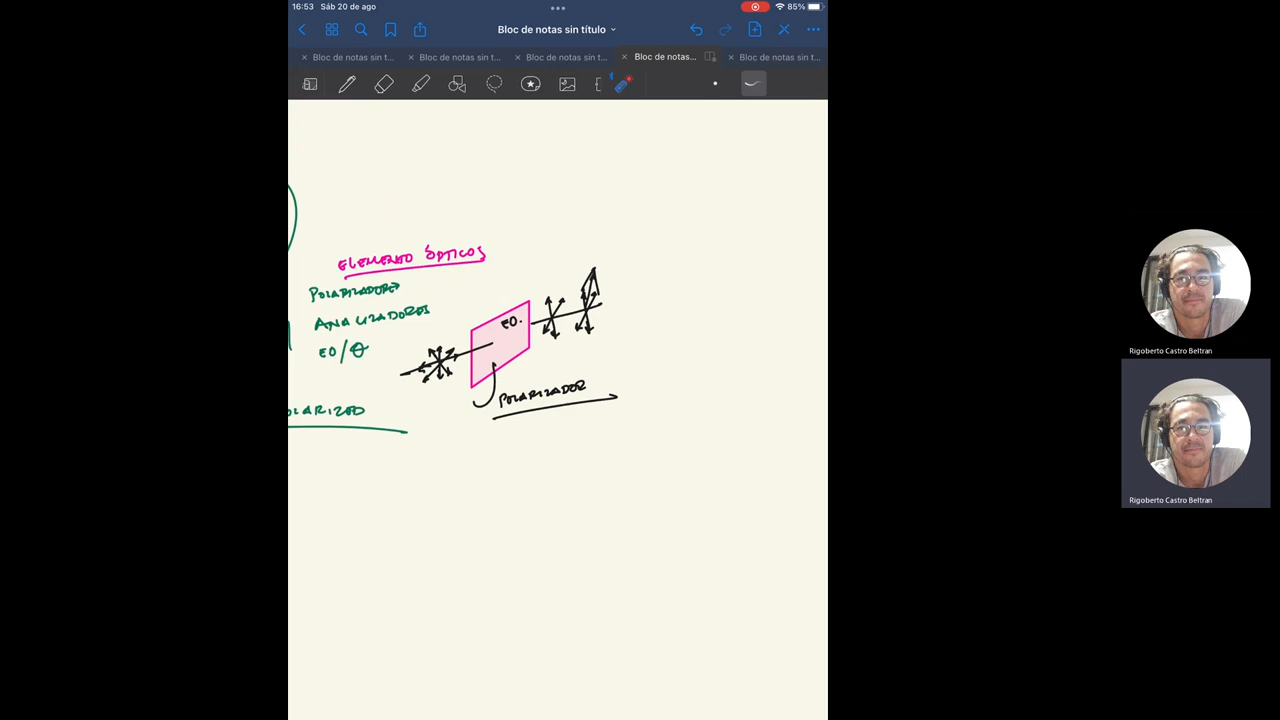 16:53 Sáb 20 de ago
85%
Bloc de notas sin título
Bloc de notas sin t...
Bloc de notas sin t...
Bloc de notas sin t...
Bloc de notas...
Bloc de notas sin t...
ELEMENTO ÓPTICOS
POLARIZADORES
ANALIZADORES
EO/θ
OLARIZED
EO.
POLARIZADOR
Rigoberto Castro Beltran
Rigoberto Castro Beltran